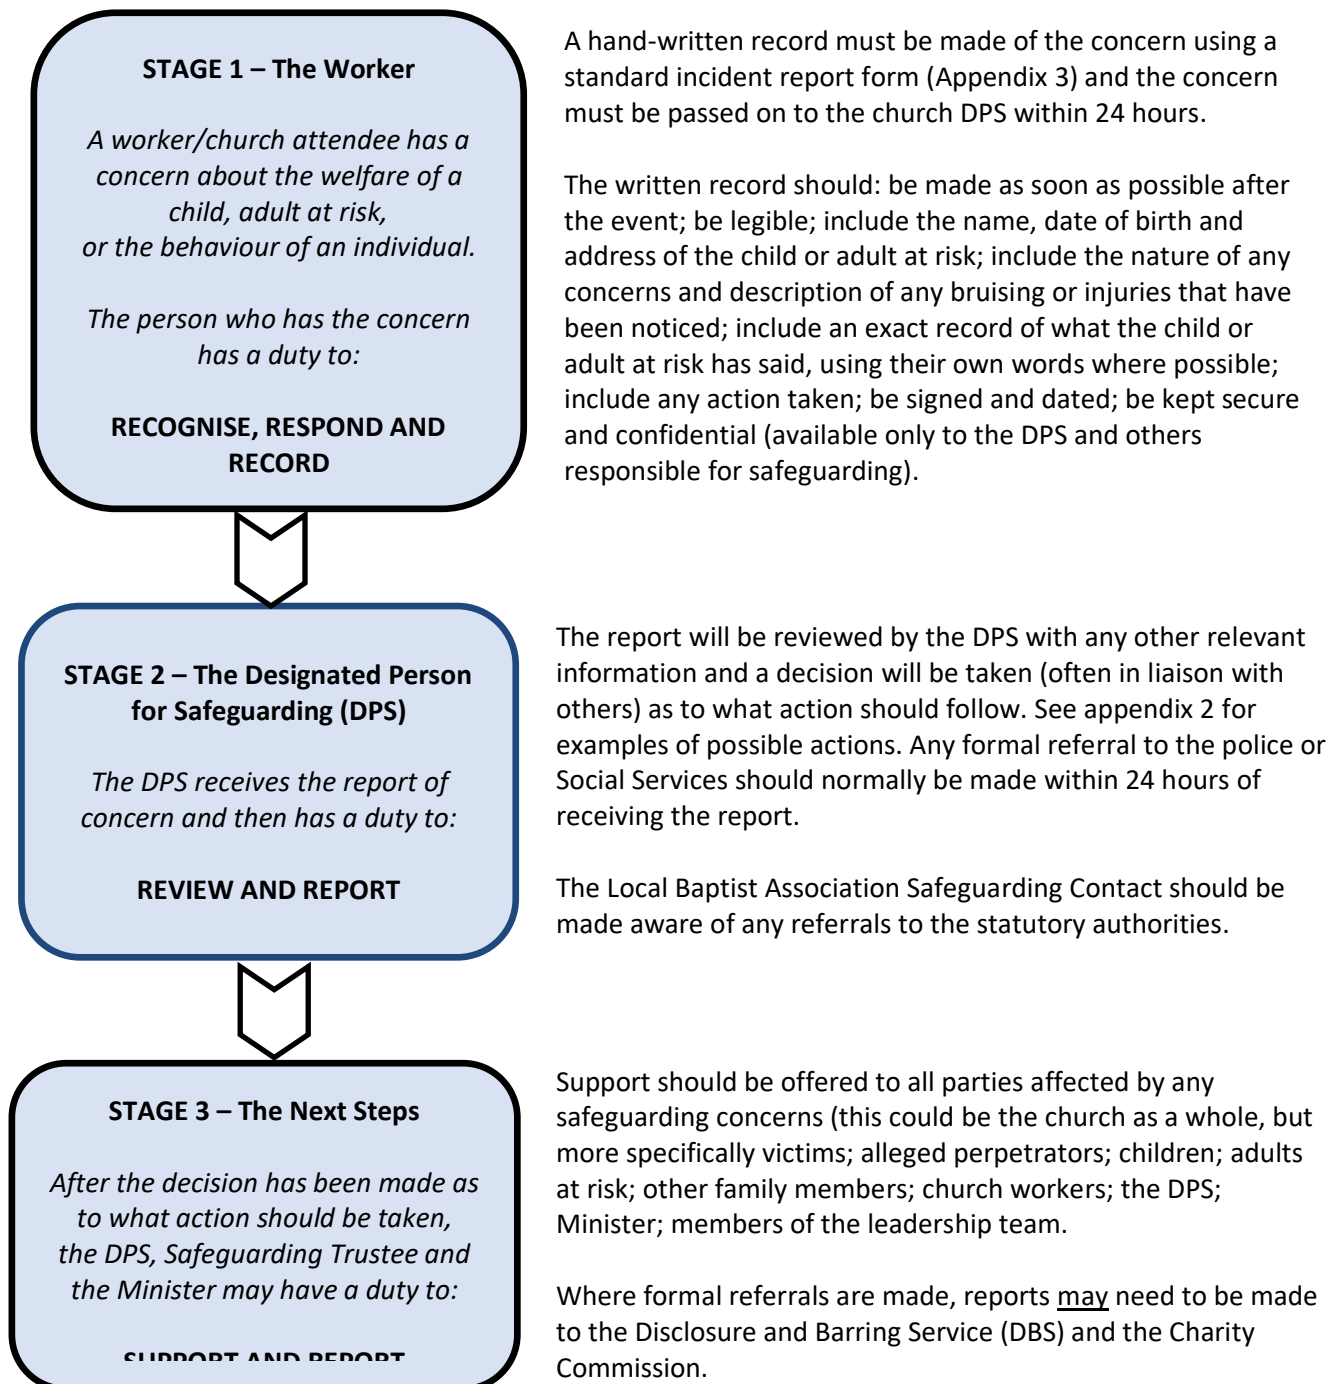 STAGE 1 – The Worker
A worker/church attendee has a
concern about the welfare of a
child, adult at risk,
or the behaviour of an individual.
The person who has the concern
has a duty to:
RECOGNISE, RESPOND AND
RECORD
A hand-written record must be made of the concern using a
standard incident report form (Appendix 3) and the concern
must be passed on to the church DPS within 24 hours.
The written record should: be made as soon as possible after
the event; be legible; include the name, date of birth and
address of the child or adult at risk; include the nature of any
concerns and description of any bruising or injuries that have
been noticed; include an exact record of what the child or
adult at risk has said, using their own words where possible;
include any action taken; be signed and dated; be kept secure
and confidential (available only to the DPS and others
responsible for safeguarding).
STAGE 2 – The Designated Person
for Safeguarding (DPS)
The DPS receives the report of
concern and then has a duty to:
REVIEW AND REPORT
The report will be reviewed by the DPS with any other relevant
information and a decision will be taken (often in liaison with
others) as to what action should follow. See appendix 2 for
examples of possible actions. Any formal referral to the police or
Social Services should normally be made within 24 hours of
receiving the report.
The Local Baptist Association Safeguarding Contact should be
made aware of any referrals to the statutory authorities.
STAGE 3 – The Next Steps
After the decision has been made as
to what action should be taken,
the DPS, Safeguarding Trustee and
the Minister may have a duty to:
SUPPORT AND REPORT
Support should be offered to all parties affected by any
safeguarding concerns (this could be the church as a whole, but
more specifically victims; alleged perpetrators; children; adults
at risk; other family members; church workers; the DPS;
Minister; members of the leadership team.
Where formal referrals are made, reports may need to be made
to the Disclosure and Barring Service (DBS) and the Charity
Commission.